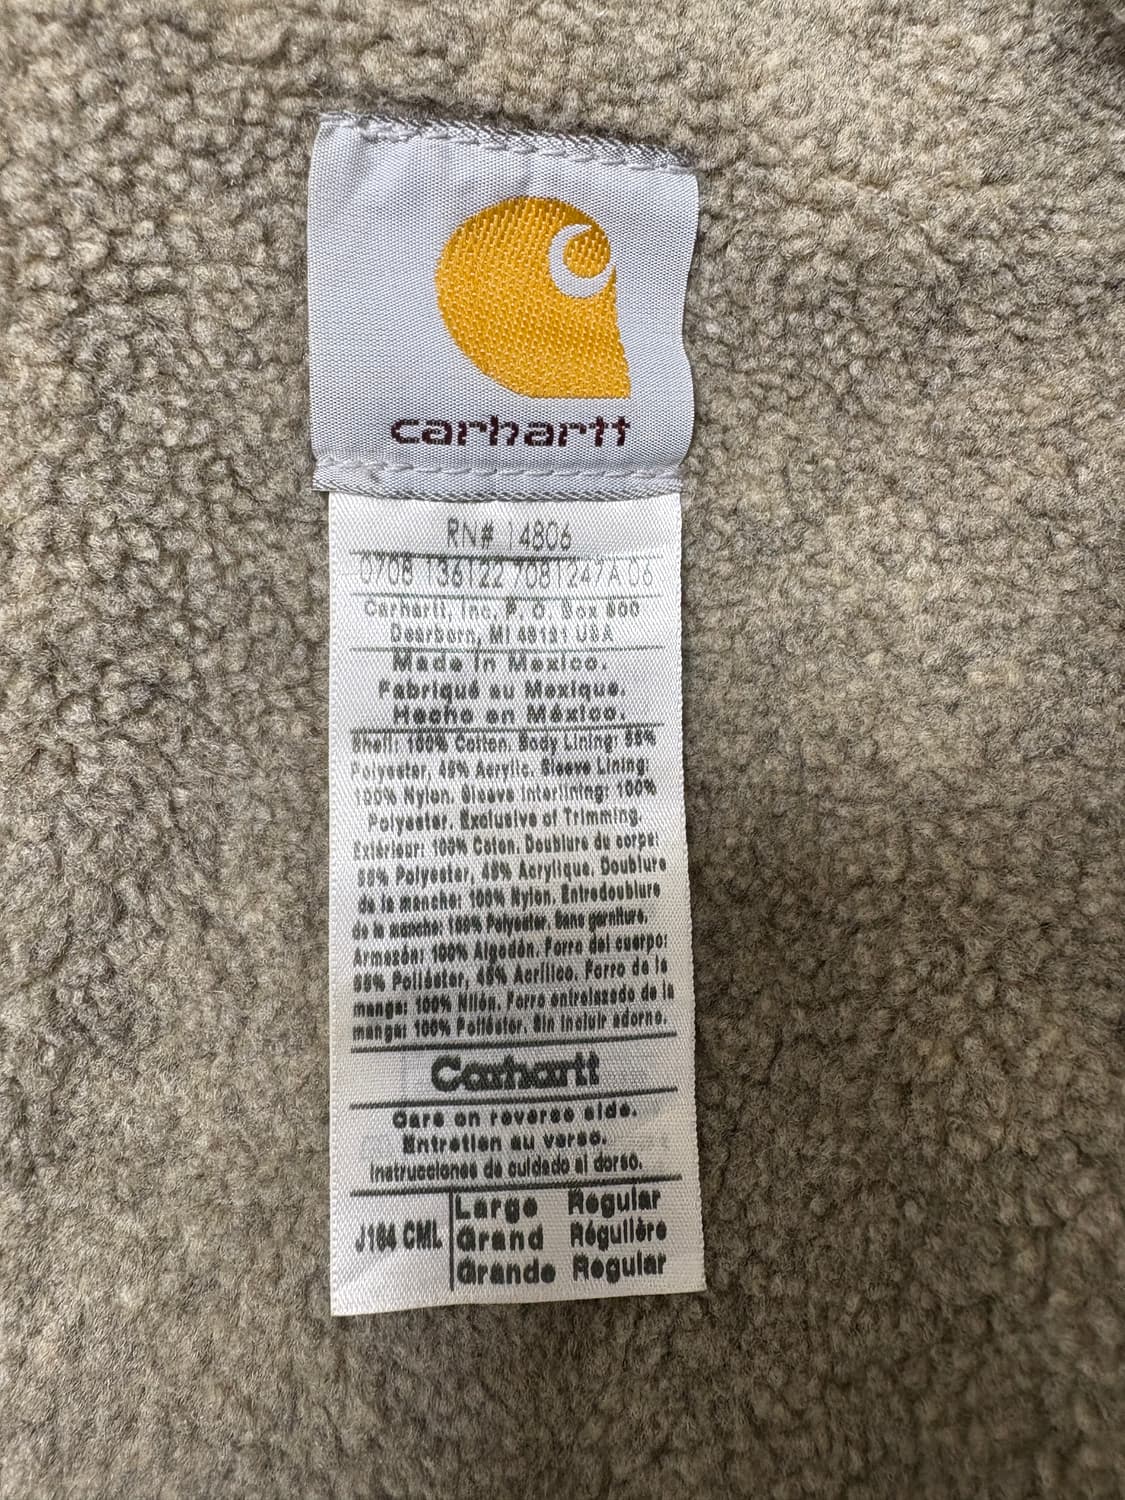 carhartt
RN# 14806
0708 136122 7081247A 06
Carhartt, Inc, P. O. Box 600
Dearborn, MI 48121 USA
Made in Mexico.
Fabriqué au Mexique.
Hecho en México.
Shell: 100% Cotton. Body Lining: 55%
Polyester, 45% Acrylic. Sleeve Lining:
100% Nylon. Sleeve Interlining: 100%
Polyester. Exclusive of Trimming.
Extérieur: 100% Coton. Doublure du corps:
55% Polyester, 45% Acrylique. Doublure
de la manche: 100% Nylon. Entredoublure
de la manche: 100% Polyester. Sans garniture.
Armazón: 100% Algodón. Forro del cuerpo:
55% Poliéster, 45% Acrílico. Forro de la
manga: 100% Nilón. Forro entrelazado de la
manga: 100% Poliéster. Sin incluir adorno.
Carhartt
Care on reverse side.
Entretien au verso.
Instrucciones de cuidado al dorso.
J184 CML
Large Regular
Grand Régulière
Grande Regular